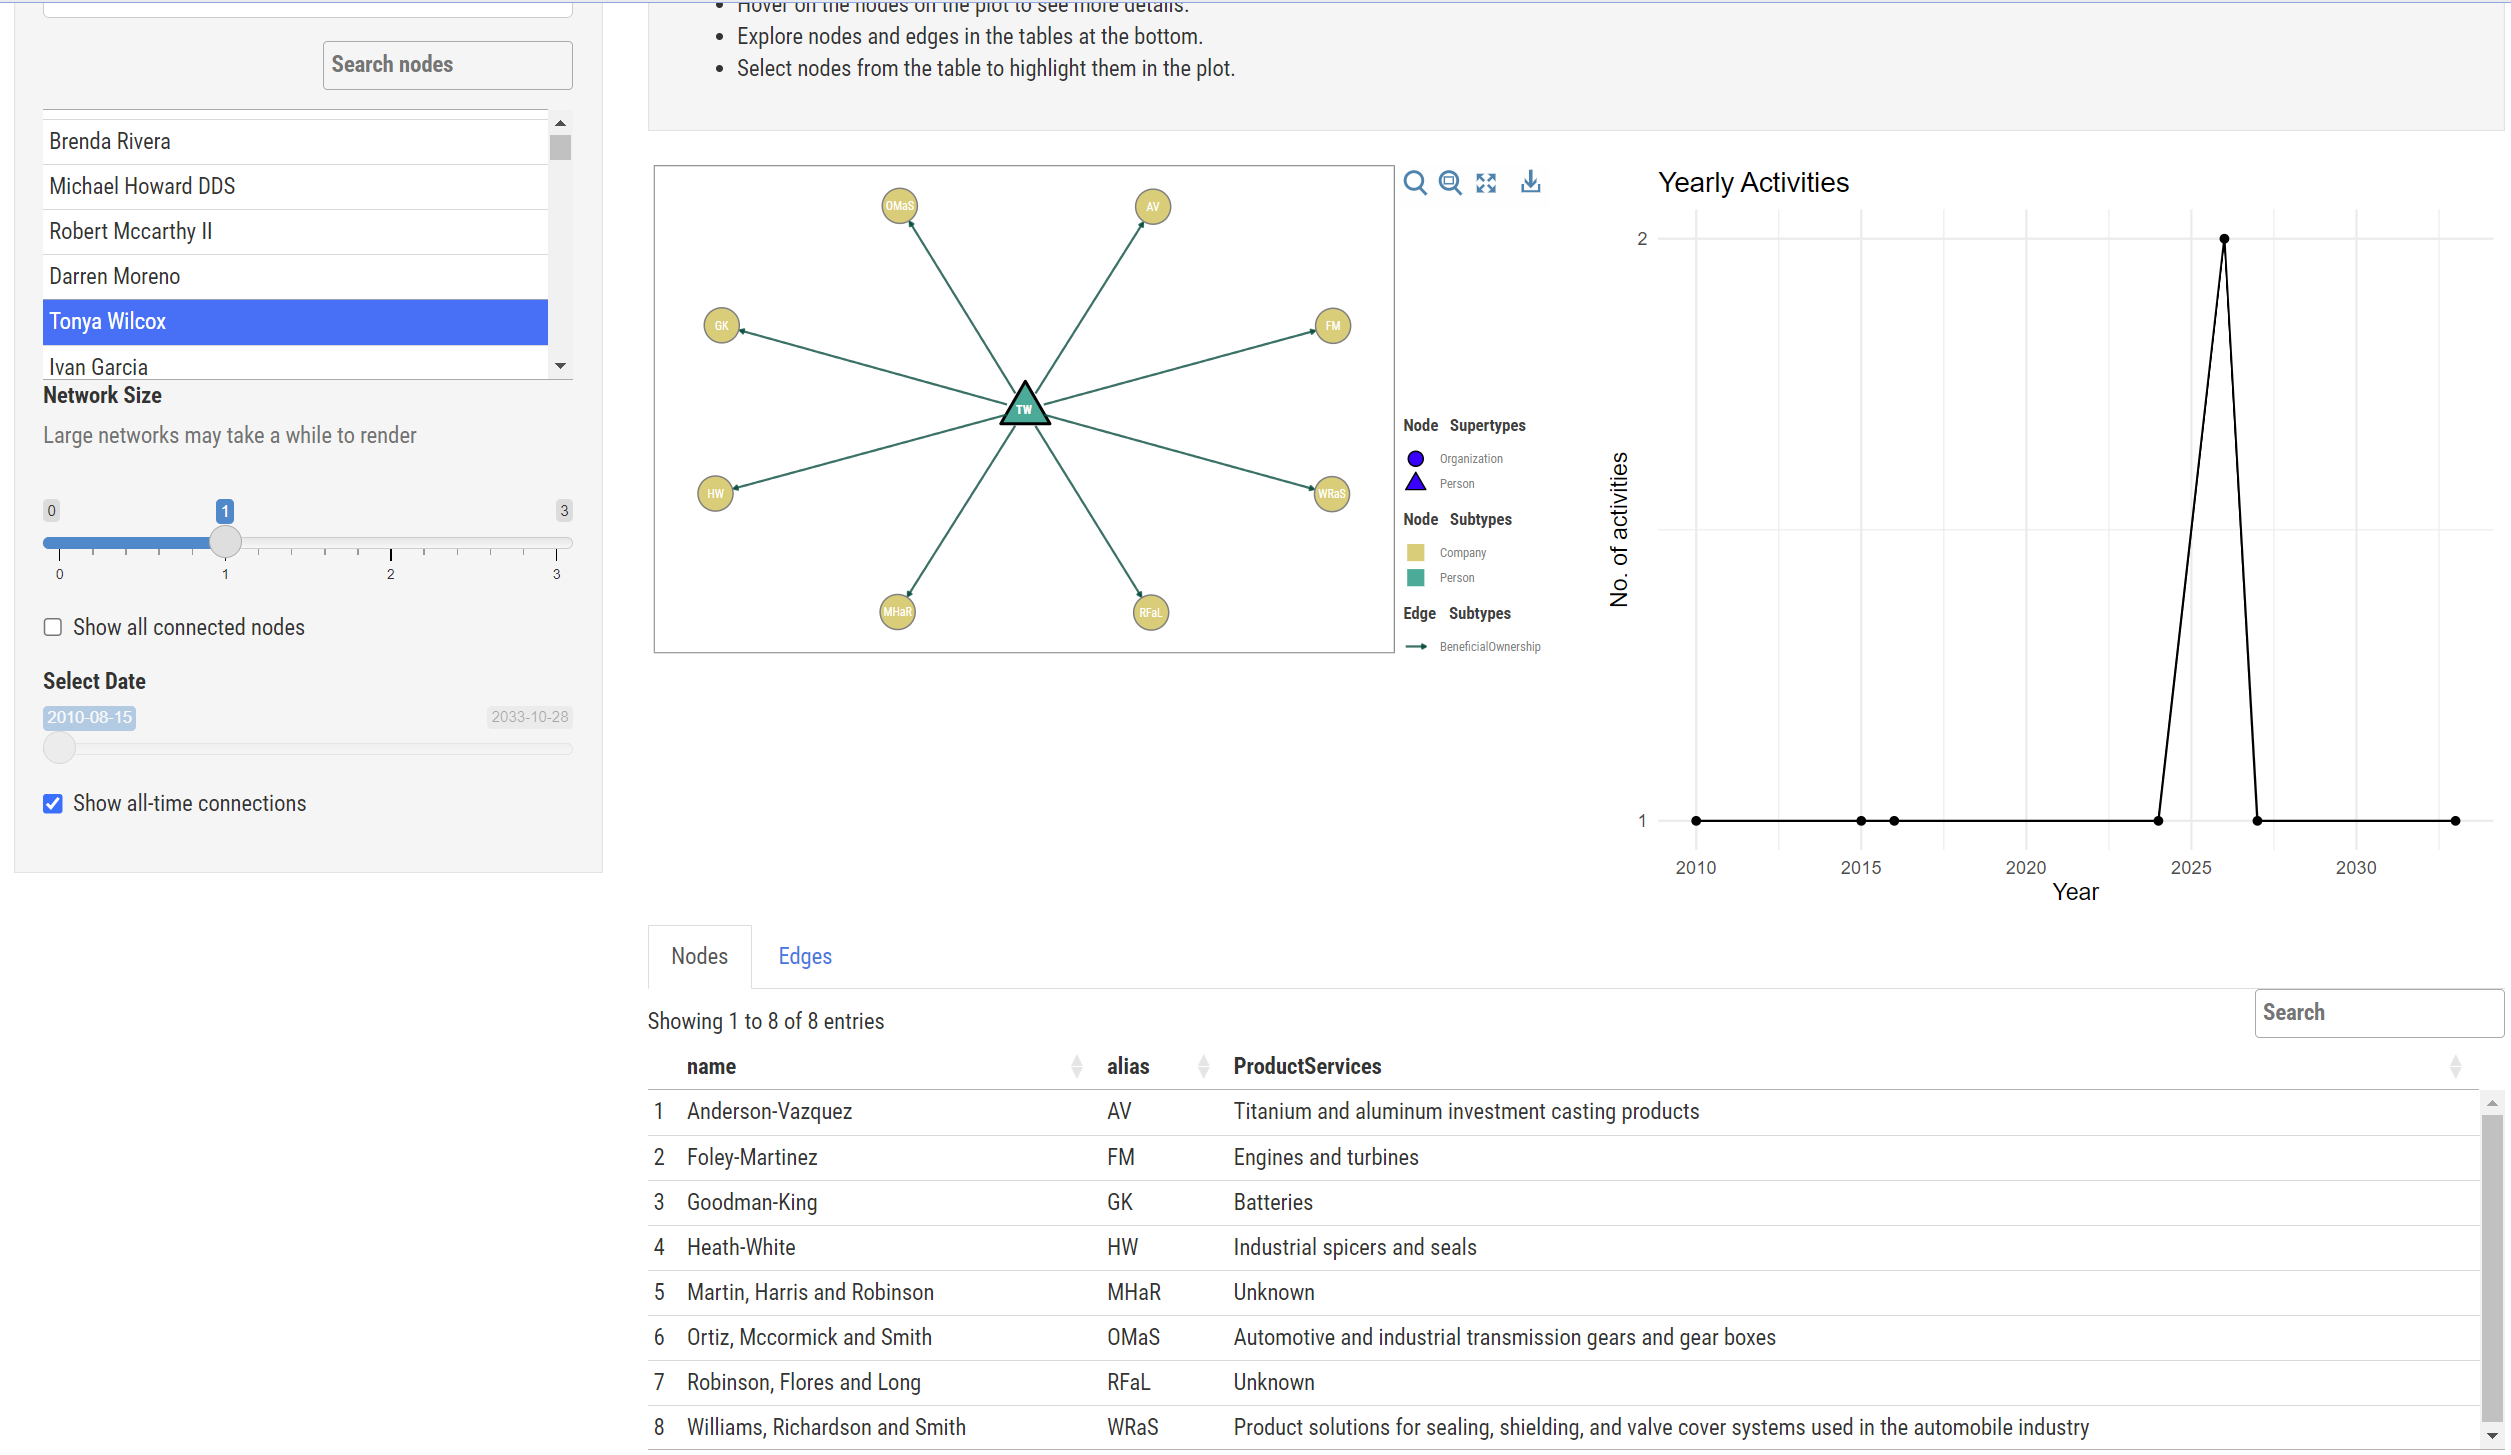 Hover on the nodes on the plot to see more details.
Explore nodes and edges in the tables at the bottom.
Select nodes from the table to highlight them in the plot.
Search nodes
Brenda Rivera
Michael Howard DDS
Robert Mccarthy II
Darren Moreno
Tonya Wilcox
Ivan Garcia
Network Size
Large networks may take a while to render
0 1 3
0 1 2 3
Show all connected nodes
Select Date
2010-08-15 2033-10-28
Show all-time connections
OMaS AV
GK FM
TW
HW WRaS
MHaR RFaL
Node Supertypes
Organization
Person
Node Subtypes
Company
Person
Edge Subtypes
BeneficialOwnership
Yearly Activities
2
No. of activities
1
2010 2015 2020 2025 2030
Year
Nodes Edges
Showing 1 to 8 of 8 entries
Search
name alias ProductServices
1 Anderson-Vazquez AV Titanium and aluminum investment casting products
2 Foley-Martinez FM Engines and turbines
3 Goodman-King GK Batteries
4 Heath-White HW Industrial spicers and seals
5 Martin, Harris and Robinson MHaR Unknown
6 Ortiz, Mccormick and Smith OMaS Automotive and industrial transmission gears and gear boxes
7 Robinson, Flores and Long RFaL Unknown
8 Williams, Richardson and Smith WRaS Product solutions for sealing, shielding, and valve cover systems used in the automobile industry